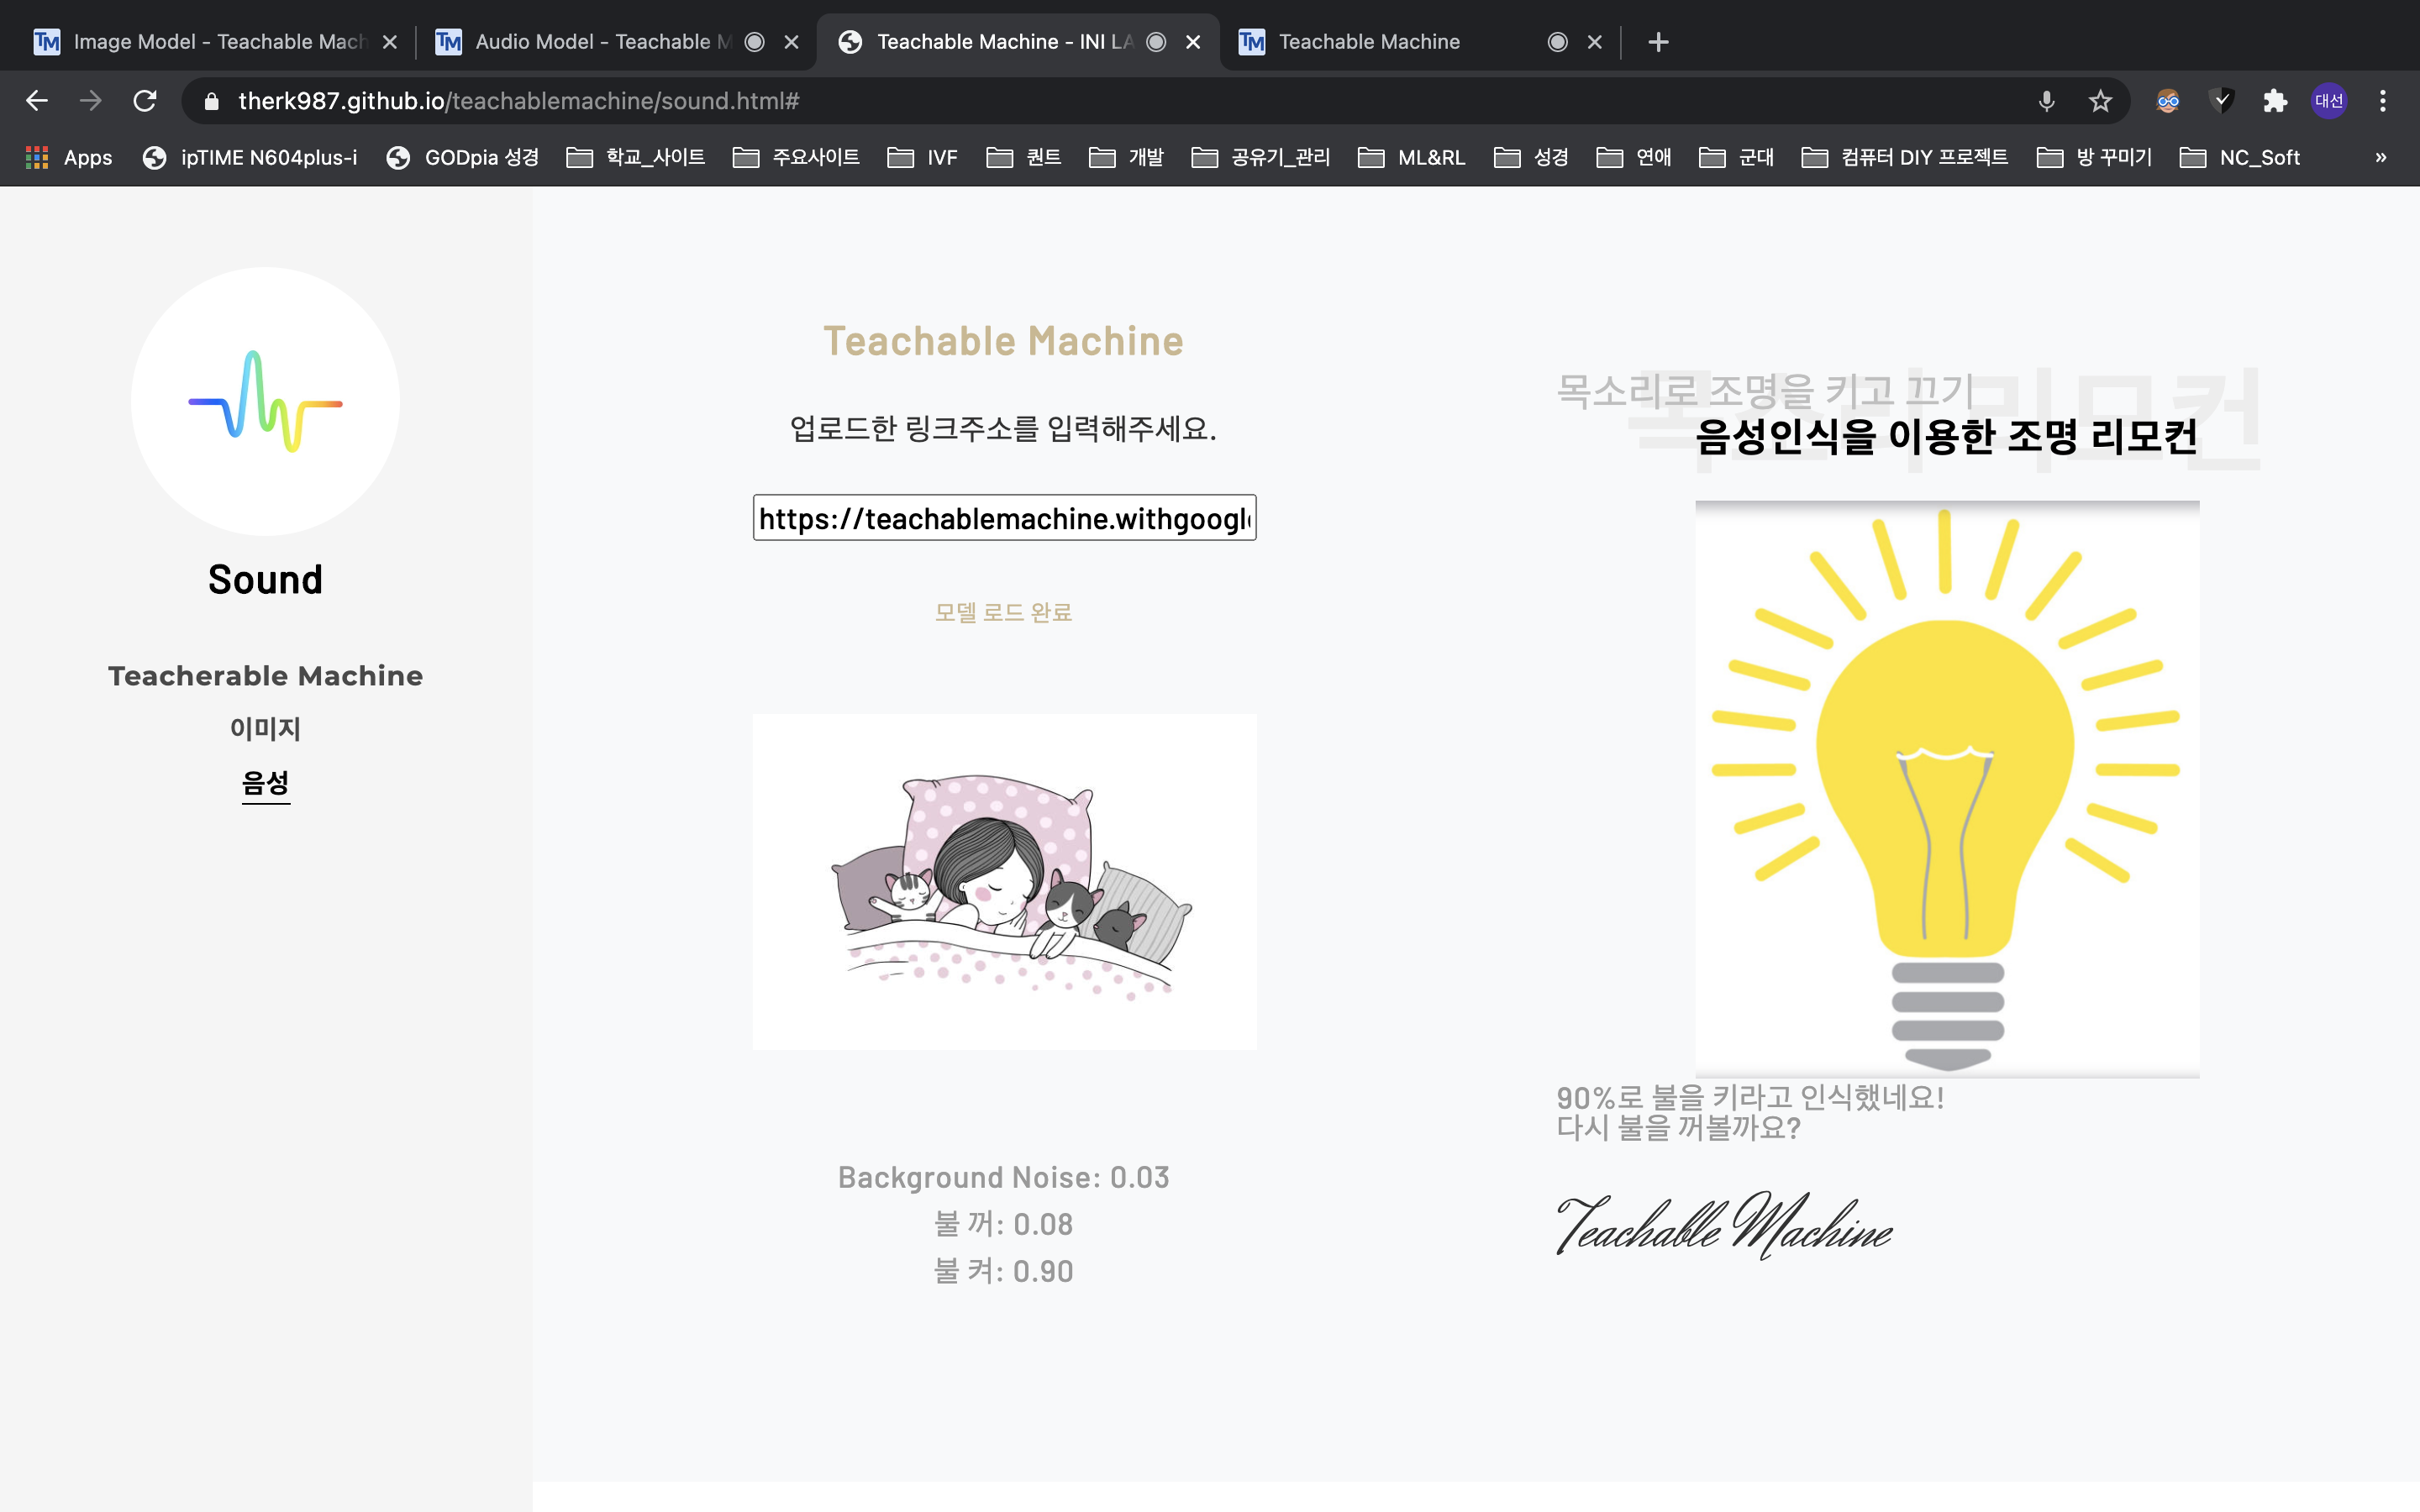 Image Model - Teachable Mach
Audio Model - Teachable M
Teachable Machine - INI LA
Teachable Machine
therk987.github.io/teachablemachine/sound.html#
대선
Apps
ipTIME N604plus-i
GODpia 성경
학교_사이트
주요사이트
IVF
퀀트
개발
공유기_관리
ML&RL
성경
연애
군대
컴퓨터 DIY 프로젝트
방 꾸미기
NC_Soft
»
Sound
Teacherable Machine
이미지
음성
Teachable Machine
업로드한 링크주소를 입력해주세요.
https://teachablemachine.withgoogle
모델 로드 완료
Background Noise: 0.03
불 꺼: 0.08
불 켜: 0.90
목소리 리모컨
목소리로 조명을 키고 끄기
음성인식을 이용한 조명 리모컨
90%로 불을 키라고 인식했네요!
다시 불을 꺼볼까요?
Teachable Machine